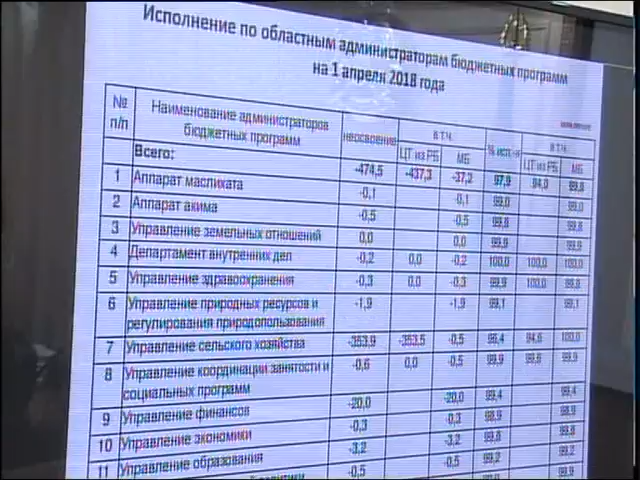 Исполнение по областным администраторам бюджетных программ
на 1 апреля 2018 года
№ п/п Наименование администраторов бюджетных программ неосвоение в т.ч. ЦТ из РБ МБ % исп-я в т.ч. ЦТ из РБ МБ
Всего: -474,5 -437,3 -37,2 97,9 94,0 99,8
1 Аппарат маслихата -0,1 -0,1 99,0 99,0
2 Аппарат акима -0,5 -0,5 99,8 99,8
3 Управление земельных отношений 0,0 0,0 99,9 99,9
4 Департамент внутренних дел -0,2 0,0 -0,2 100,0 100,0 100,0
5 Управление здравоохранения -0,3 0,0 -0,3 99,9 100,0 99,9
6 Управление природных ресурсов и
регулирования природопользования -1,9 -1,9 99,1 99,1
7 Управление сельского хозяйства -353,9 -353,5 -0,5 95,4 94,6 100,0
8 Управление координации занятости и
социальных программ -0,6 0,0 -0,5 99,9 99,8 99,9
9 Управление финансов -20,0 -20,0 99,4 99,4
10 Управление экономики -0,3 -0,3 98,9 98,9
11 Управление образования -3,2 -3,2 99,8 99,8
-0,5 -0,5 99,2 99,2